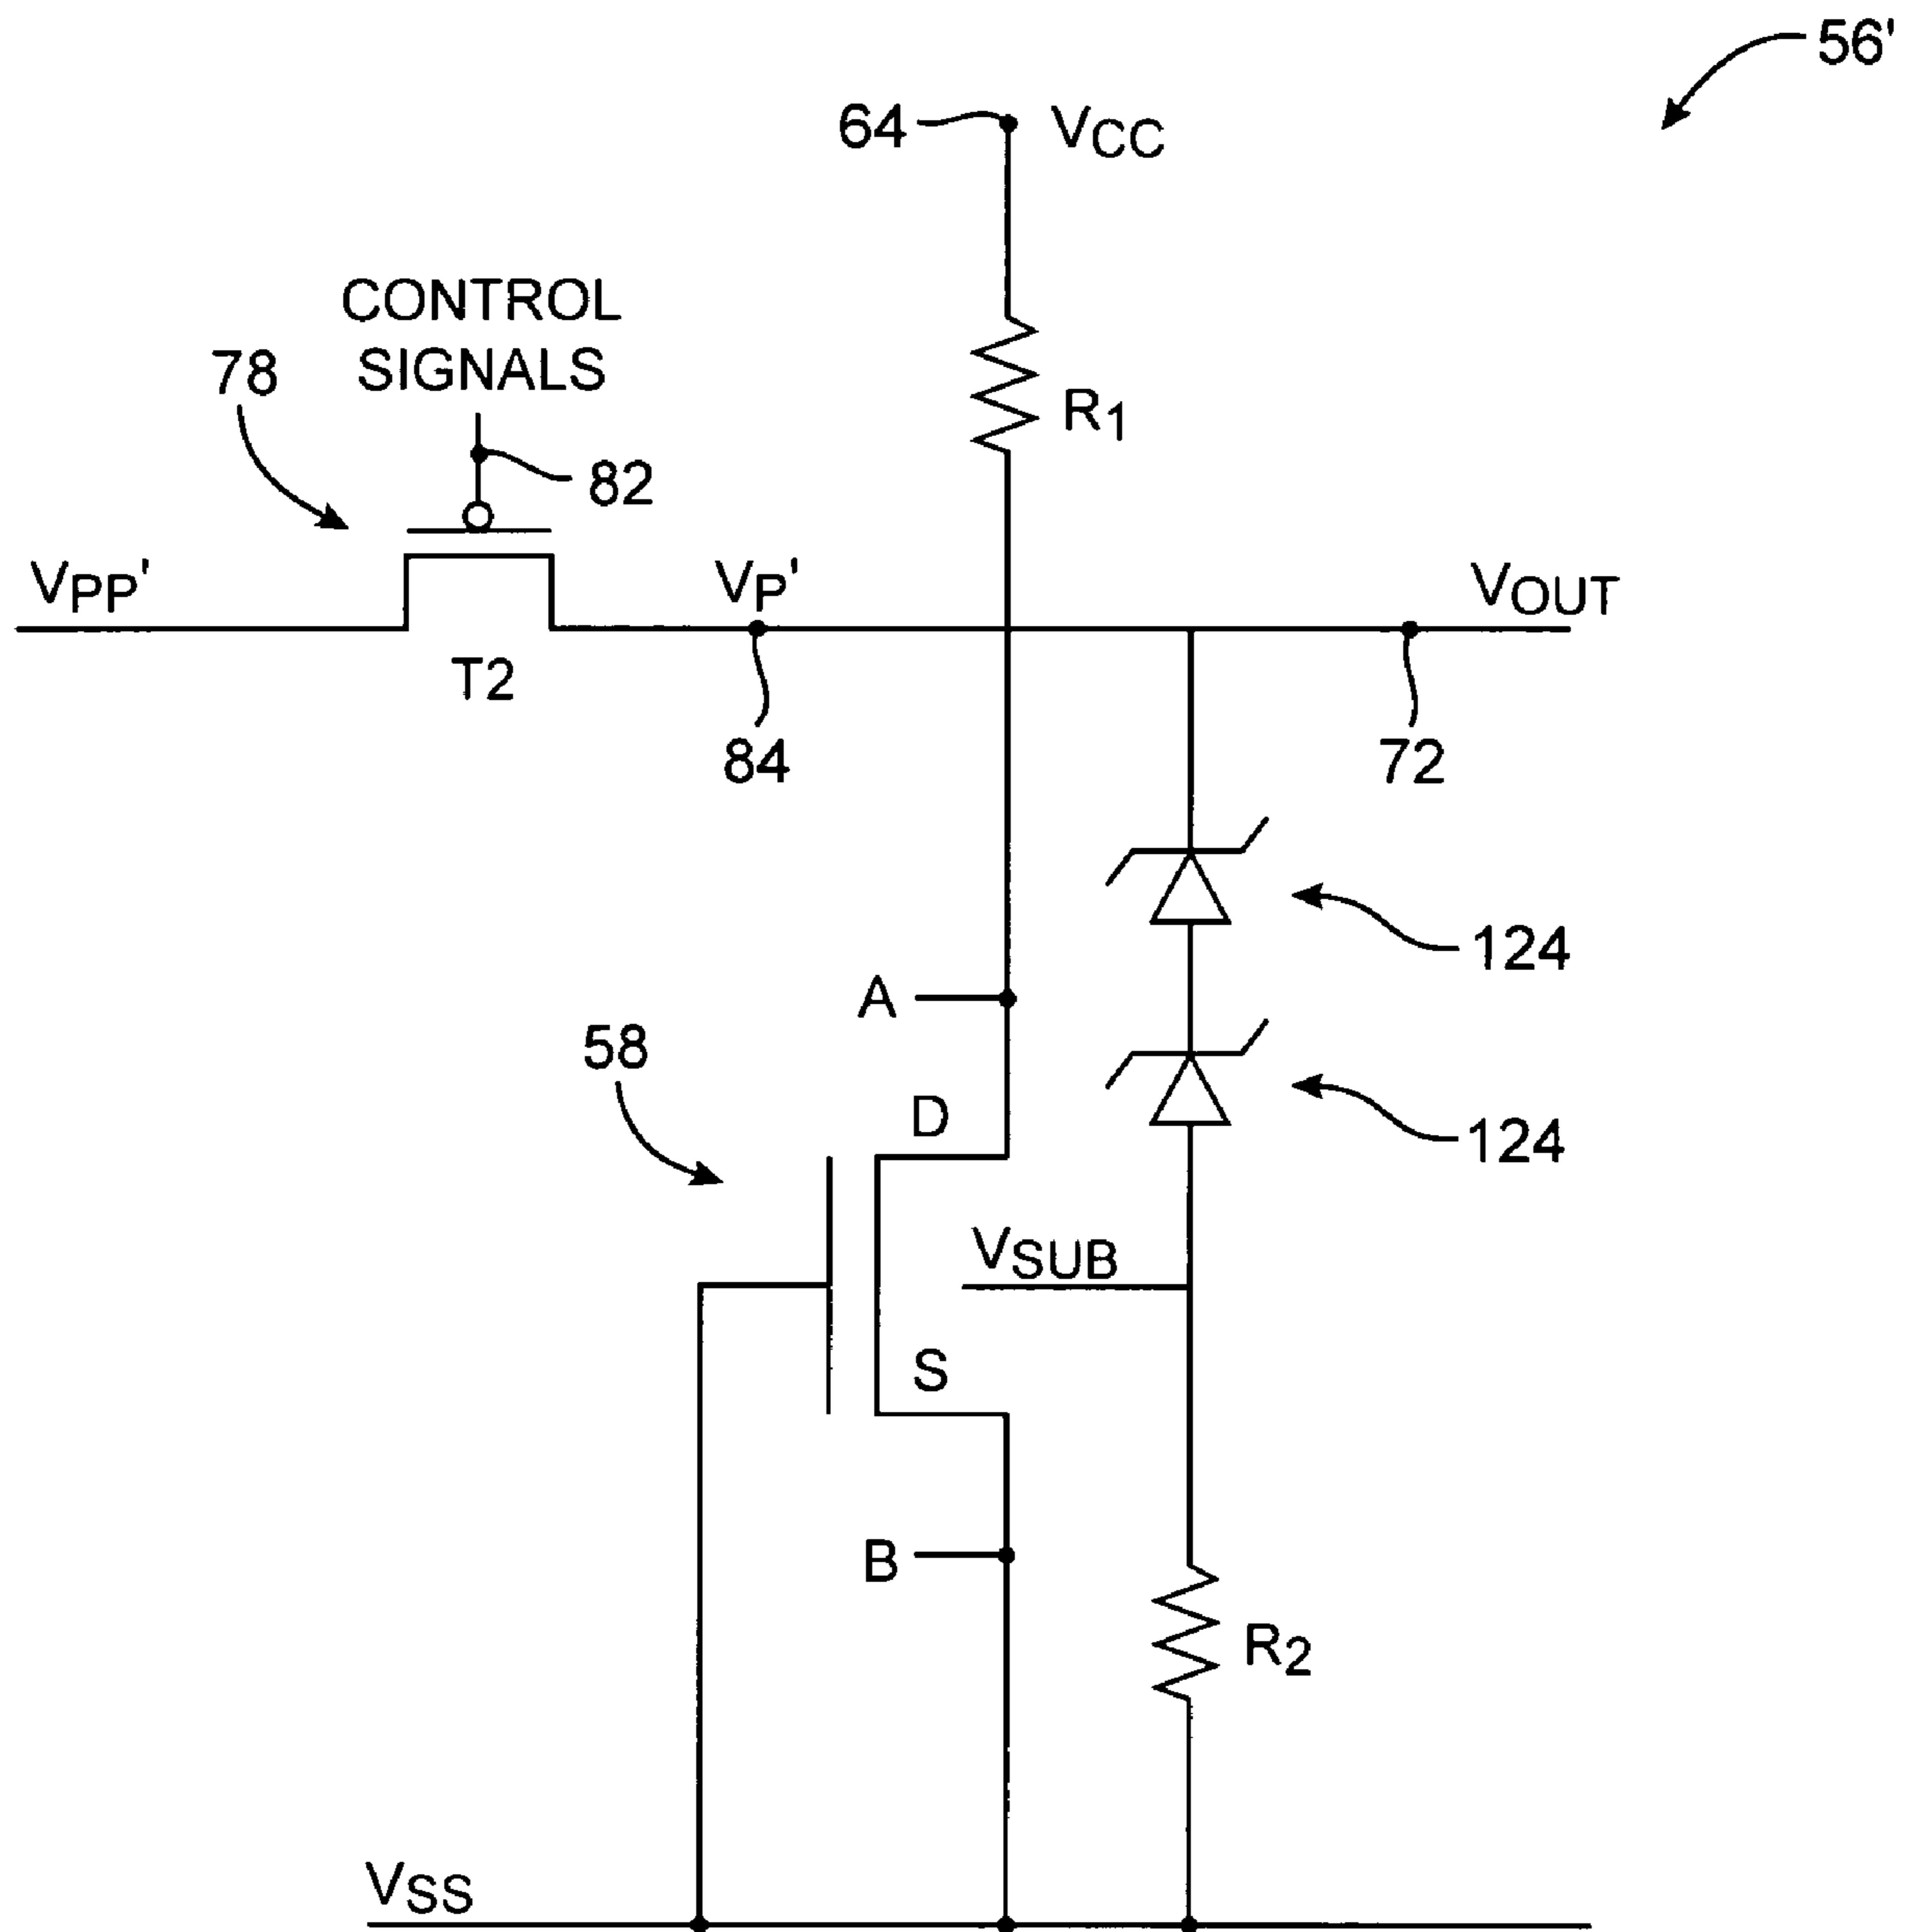 56'
64
VCC
CONTROL
SIGNALS
78
R1
82
VPP'
VP'
VOUT
T2
84
72
124
A
58
D
124
VSUB
S
B
R2
VSS